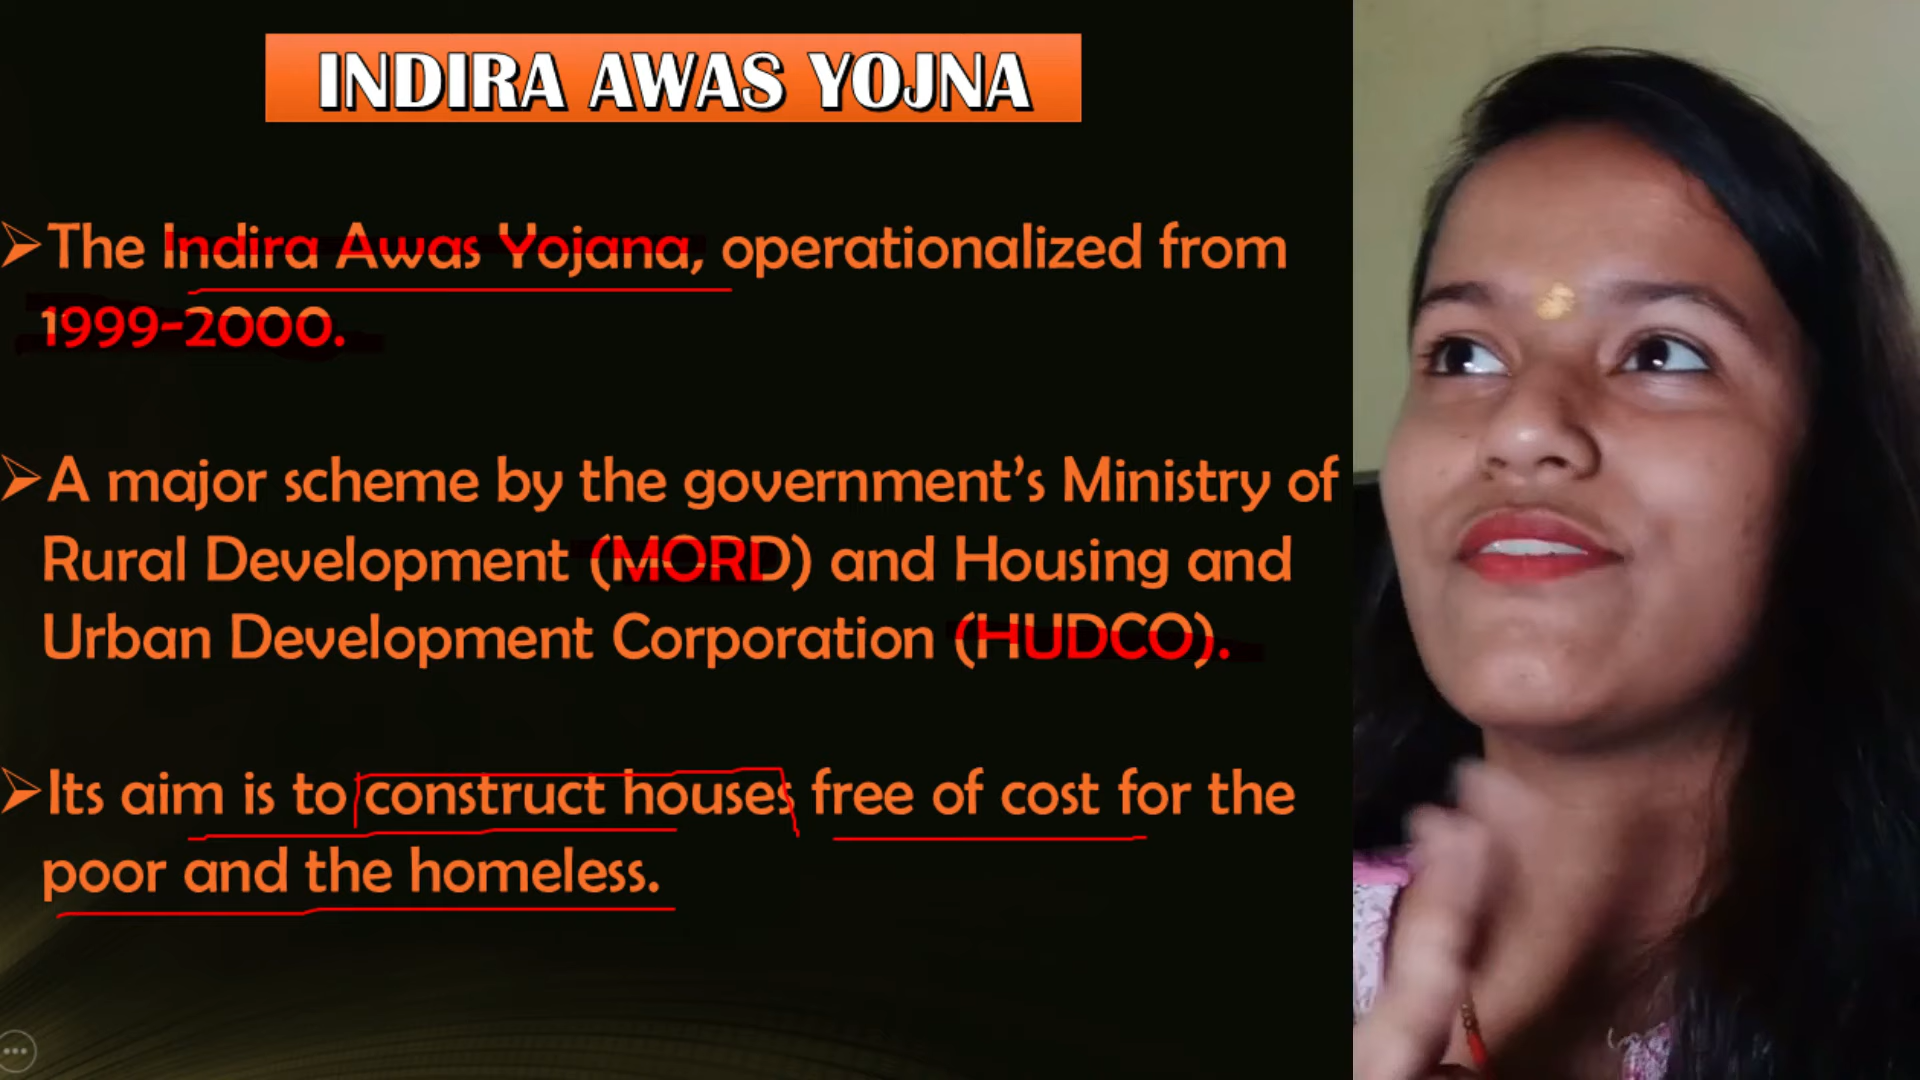 INDIRA AWAS YOJNA
The Indira Awas Yojana, operationalized from
1999-2000.
A major scheme by the government's Ministry of
Rural Development (MORD) and Housing and
Urban Development Corporation (HUDCO).
Its aim is to construct houses free of cost for the
poor and the homeless.